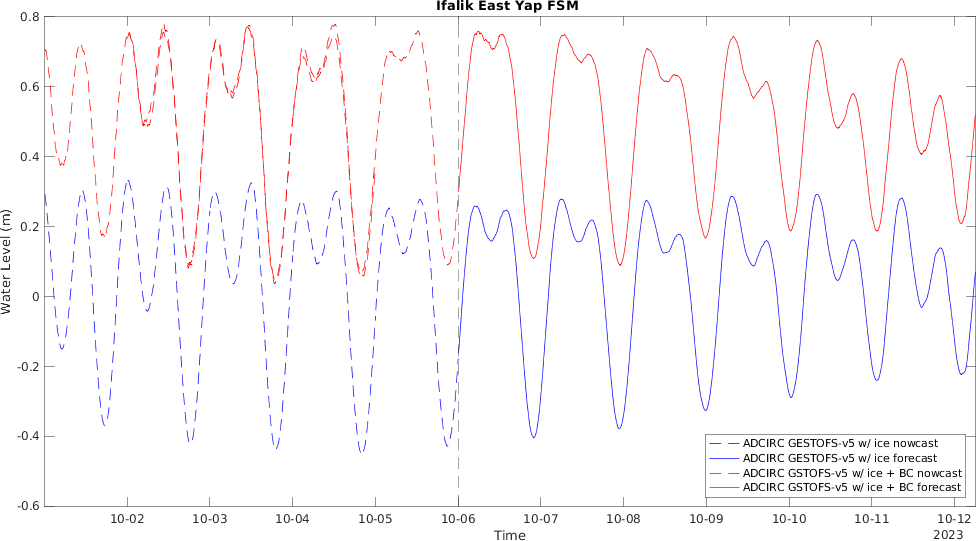 Ifalik East Yap FSM
Water Level (m)
0.8
0.6
0.4
0.2
0
-0.2
-0.4
-0.6
10-02 10-03 10-04 10-05 10-06 10-07 10-08 10-09 10-10 10-11 10-12
2023
Time
ADCIRC GESTOFS-v5 w/ ice nowcast
ADCIRC GESTOFS-v5 w/ ice forecast
ADCIRC GSTOFS-v5 w/ ice + BC nowcast
ADCIRC GSTOFS-v5 w/ ice + BC forecast